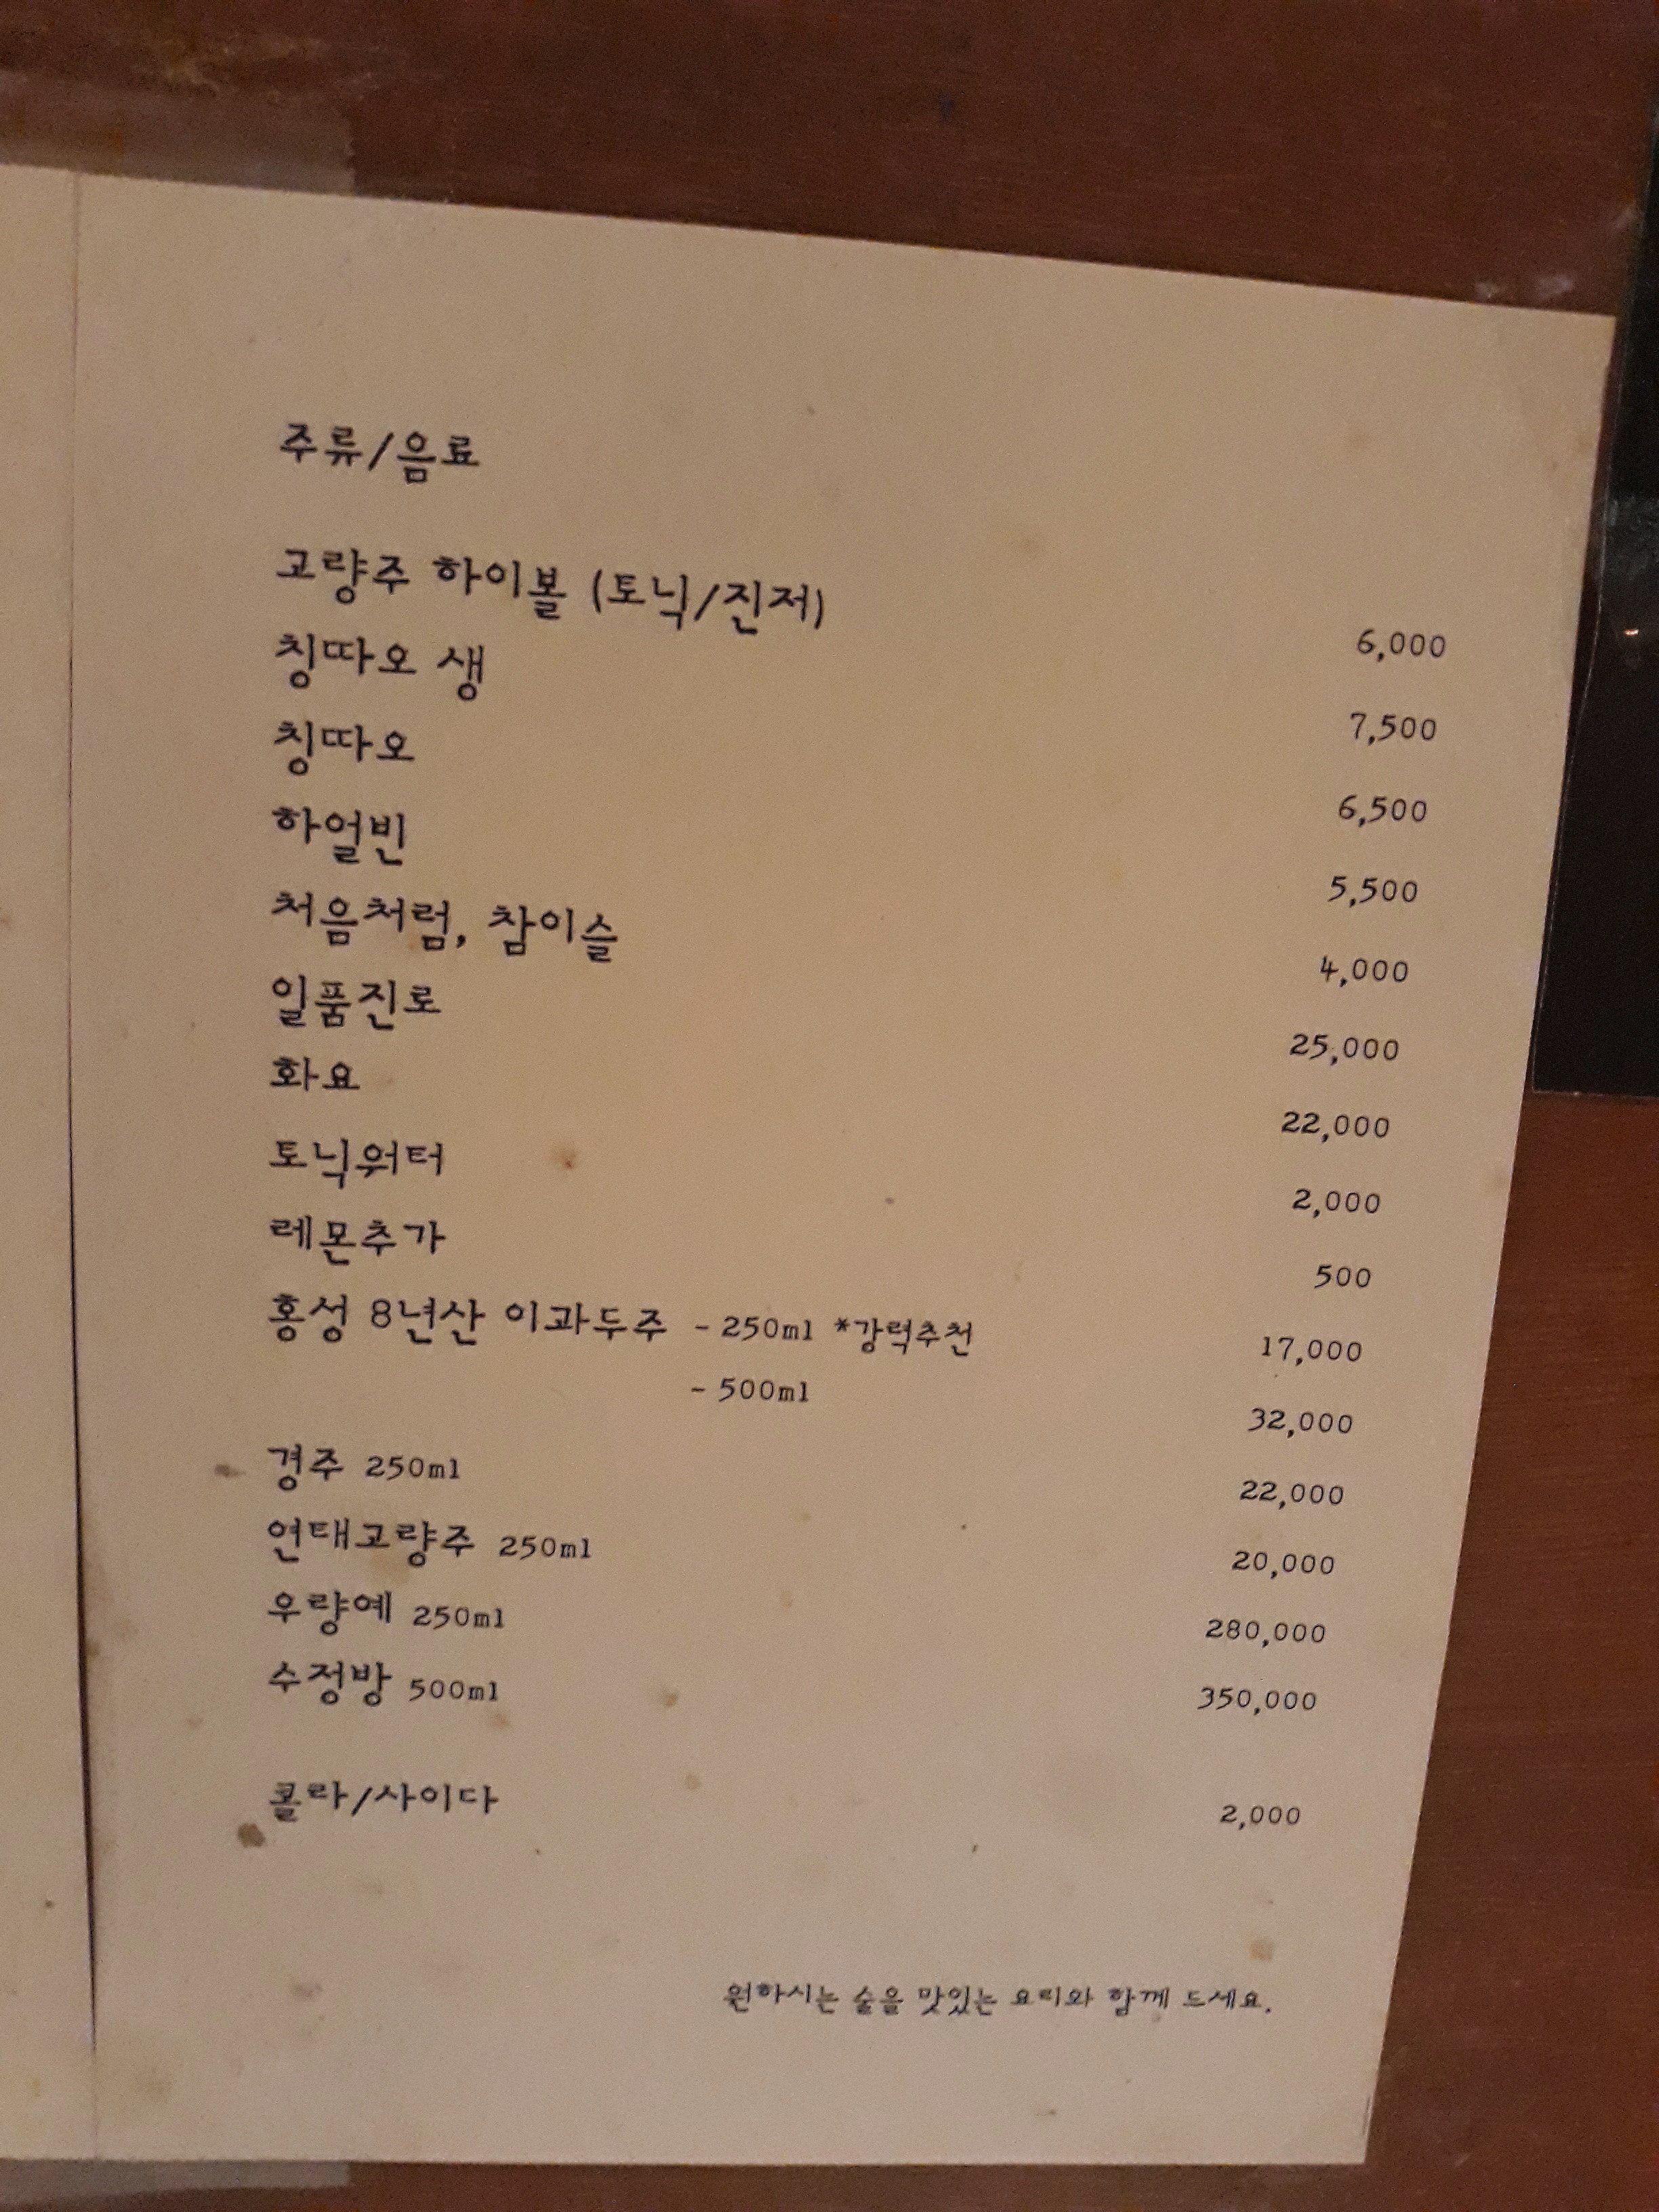 주류/음료
고량주 하이볼 (토닉/진저) 6,000
칭따오 생 7,500
칭따오 6,500
하얼빈 5,500
처음처럼, 참이슬 4,000
일품진로 25,000
화요 22,000
토닉워터 2,000
레몬추가 500
홍성 8년산 이과두주 - 250ml *강력추천 17,000
- 500ml 32,000
경주 250ml 22,000
연태고량주 250ml 20,000
우량예 250ml 280,000
수정방 500ml 350,000
콜라/사이다 2,000
원하시는 술을 맛있는 요리와 함께 드세요.